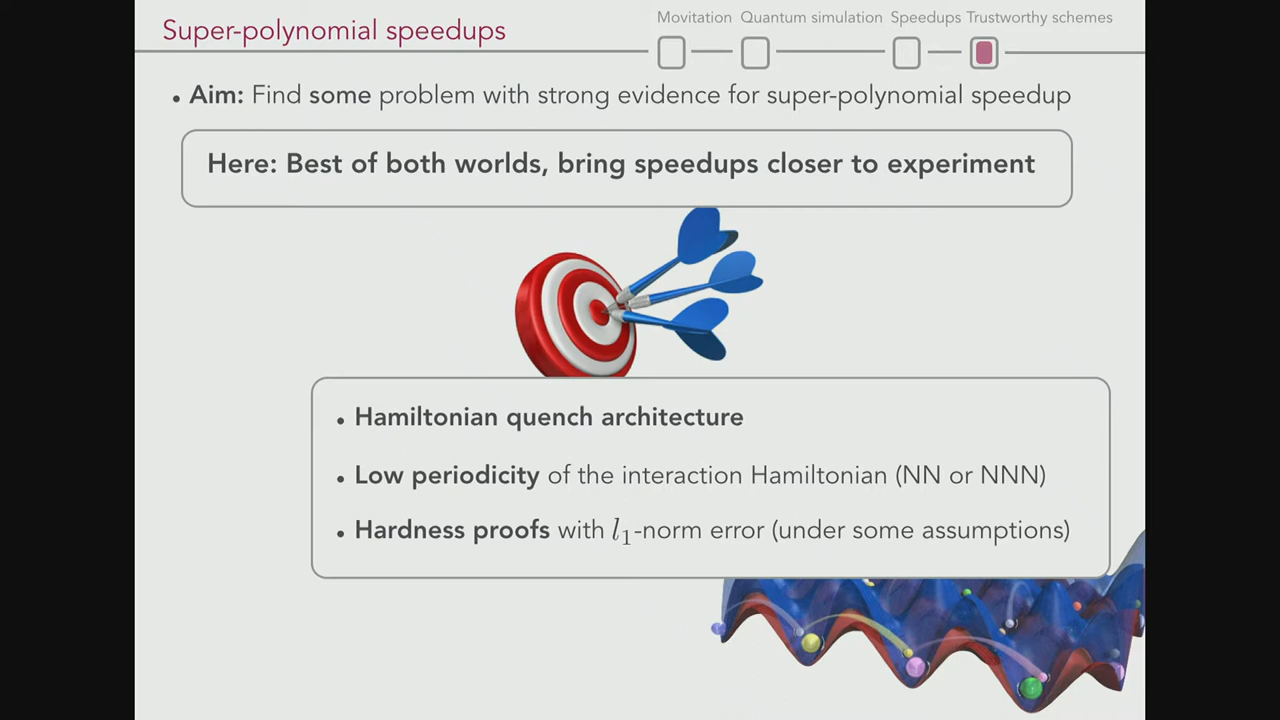 Super-polynomial speedups
Movitation Quantum simulation Speedups Trustworthy schemes
• Aim: Find some problem with strong evidence for super-polynomial speedup
Here: Best of both worlds, bring speedups closer to experiment
• Hamiltonian quench architecture
• Low periodicity of the interaction Hamiltonian (NN or NNN)
• Hardness proofs with l₁-norm error (under some assumptions)